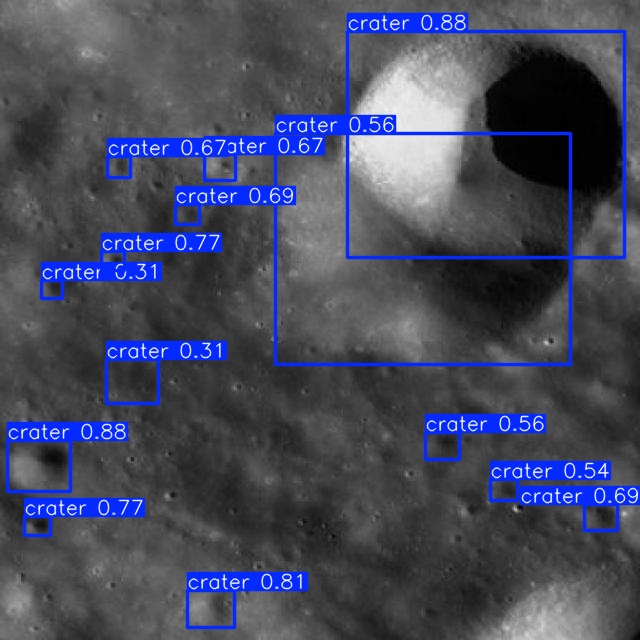 crater 0.88
crater 0.56
crater 0.67
ater 0.67
crater 0.69
crater 0.77
crater 0.31
crater 0.31
crater 0.56
crater 0.88
crater 0.54
crater 0.69
crater 0.77
crater 0.81